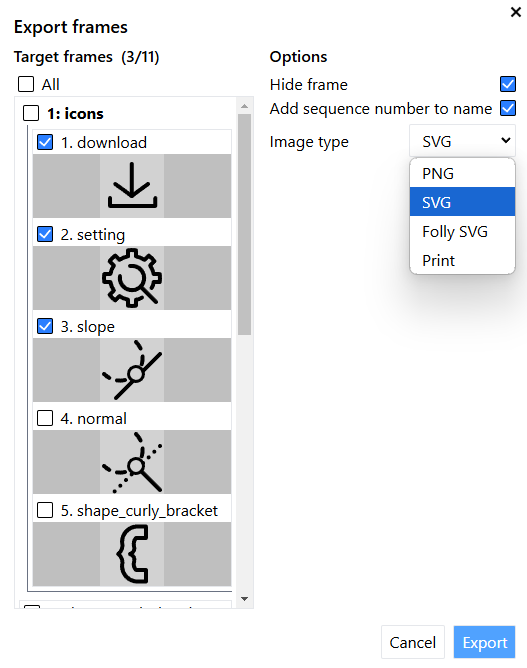 Export frames
Target frames (3/11)
All
1: icons
1. download
2. setting
3. slope
4. normal
5. shape_curly_bracket
Options
Hide frame
Add sequence number to name
Image type
SVG
PNG
SVG
Folly SVG
Print
Cancel
Export